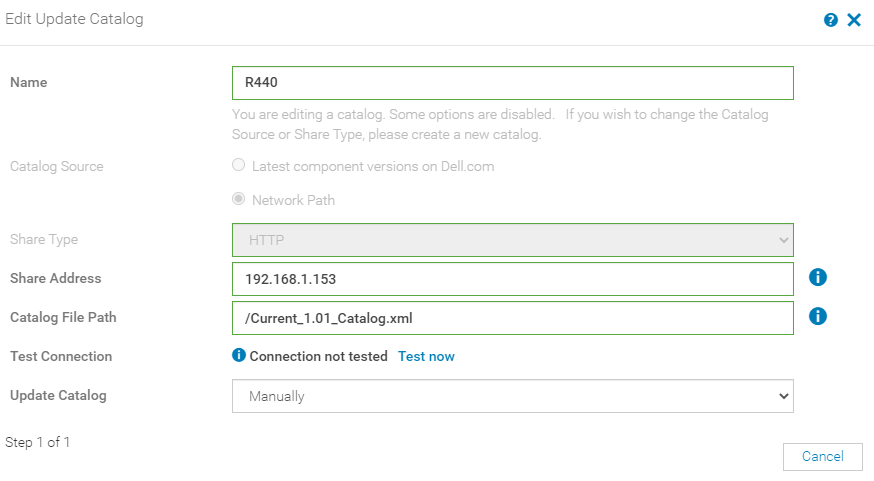 Edit Update Catalog
Name
R440
You are editing a catalog. Some options are disabled. If you wish to change the Catalog
Source or Share Type, please create a new catalog.
Catalog Source
Latest component versions on Dell.com
Network Path
Share Type
HTTP
Share Address
192.168.1.153
Catalog File Path
/Current_1.01_Catalog.xml
Test Connection
Connection not tested Test now
Update Catalog
Manually
Step 1 of 1
Cancel